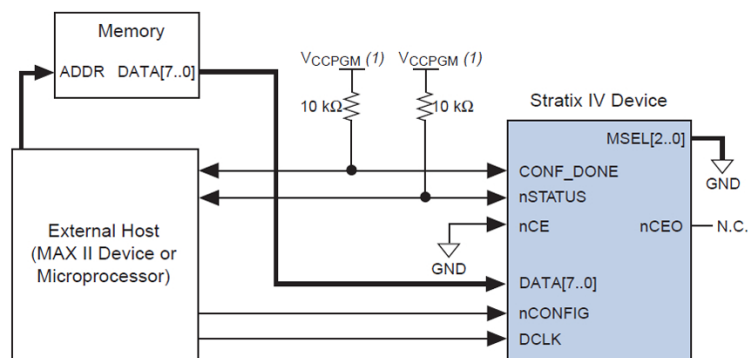 Memory
ADDR DATA[7..0]
VCCPGM (1) VCCPGM (1)
10 kΩ 10 kΩ
Stratix IV Device
MSEL[2..0]
GND
CONF_DONE
nSTATUS
nCE
nCEO N.C.
GND
External Host
(MAX II Device or
Microprocessor)
DATA[7..0]
nCONFIG
DCLK